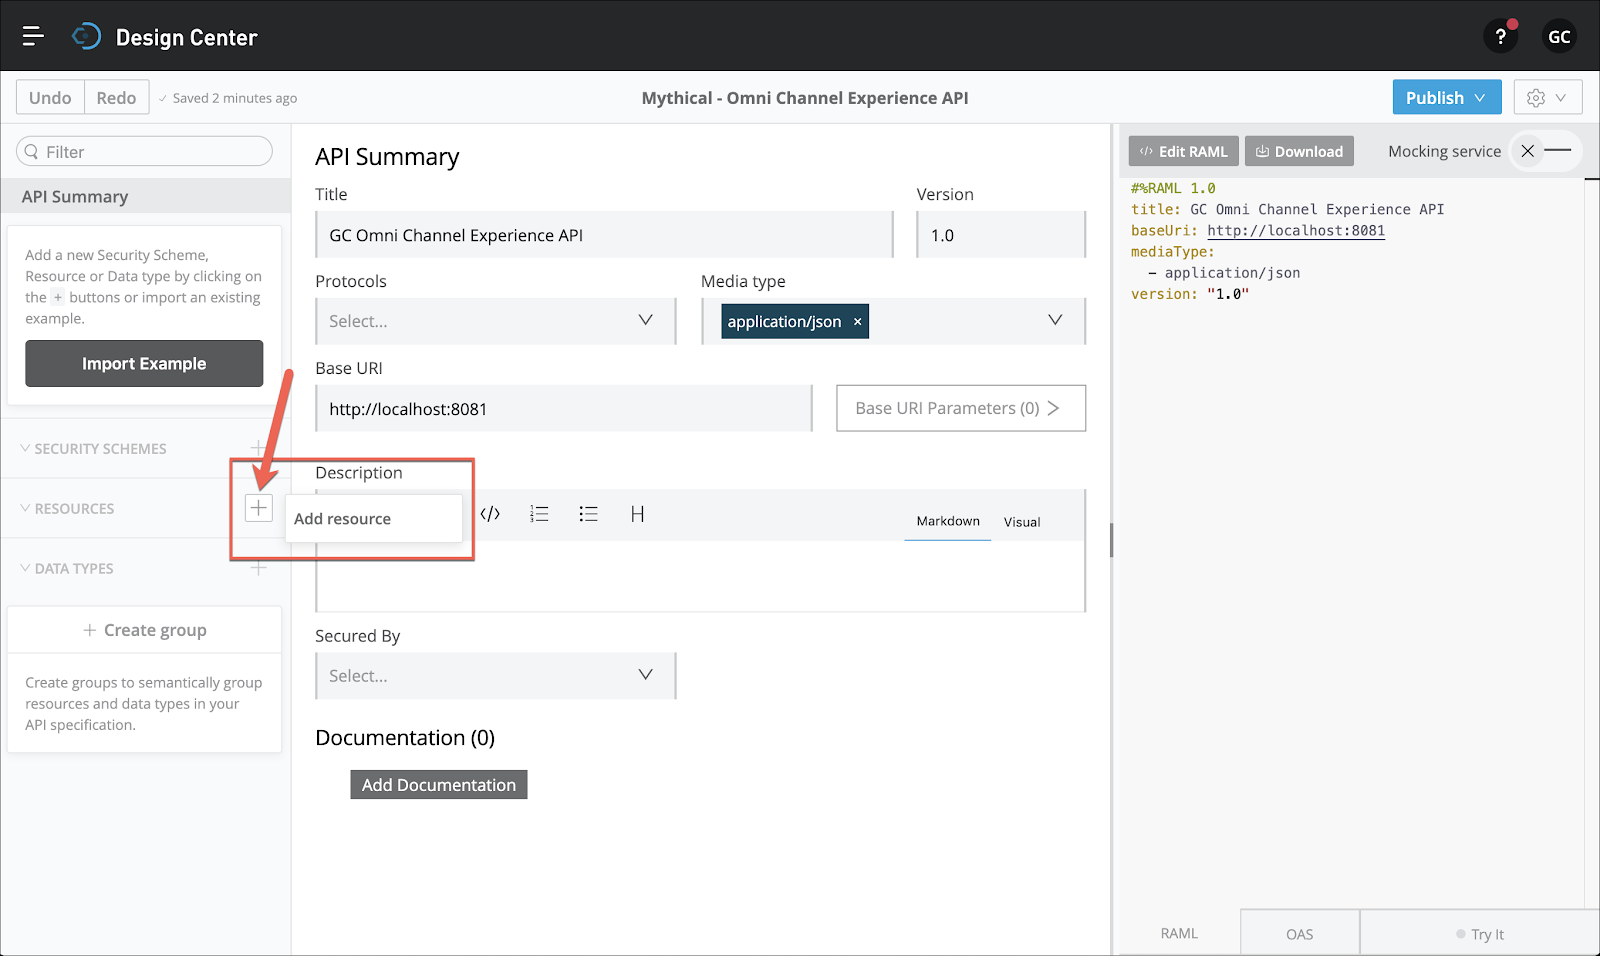 Design Center
?
GC
Undo
Redo
Saved 2 minutes ago
Mythical - Omni Channel Experience API
Publish
Filter
API Summary
Add a new Security Scheme,
Resource or Data type by clicking on
the + buttons or import an existing
example.
Import Example
SECURITY SCHEMES
RESOURCES
Add resource
DATA TYPES
+ Create group
Create groups to semantically group
resources and data types in your
API specification.
API Summary
Title
Version
GC Omni Channel Experience API
1.0
Protocols
Media type
Select...
application/json ×
Base URI
http://localhost:8081
Base URI Parameters (0) >
Description
</>
H
Markdown
Visual
Secured By
Select...
Documentation (0)
Add Documentation
</> Edit RAML
Download
Mocking service
#%RAML 1.0
title: GC Omni Channel Experience API
baseUri: http://localhost:8081
mediaType:
- application/json
version: "1.0"
RAML
OAS
Try It